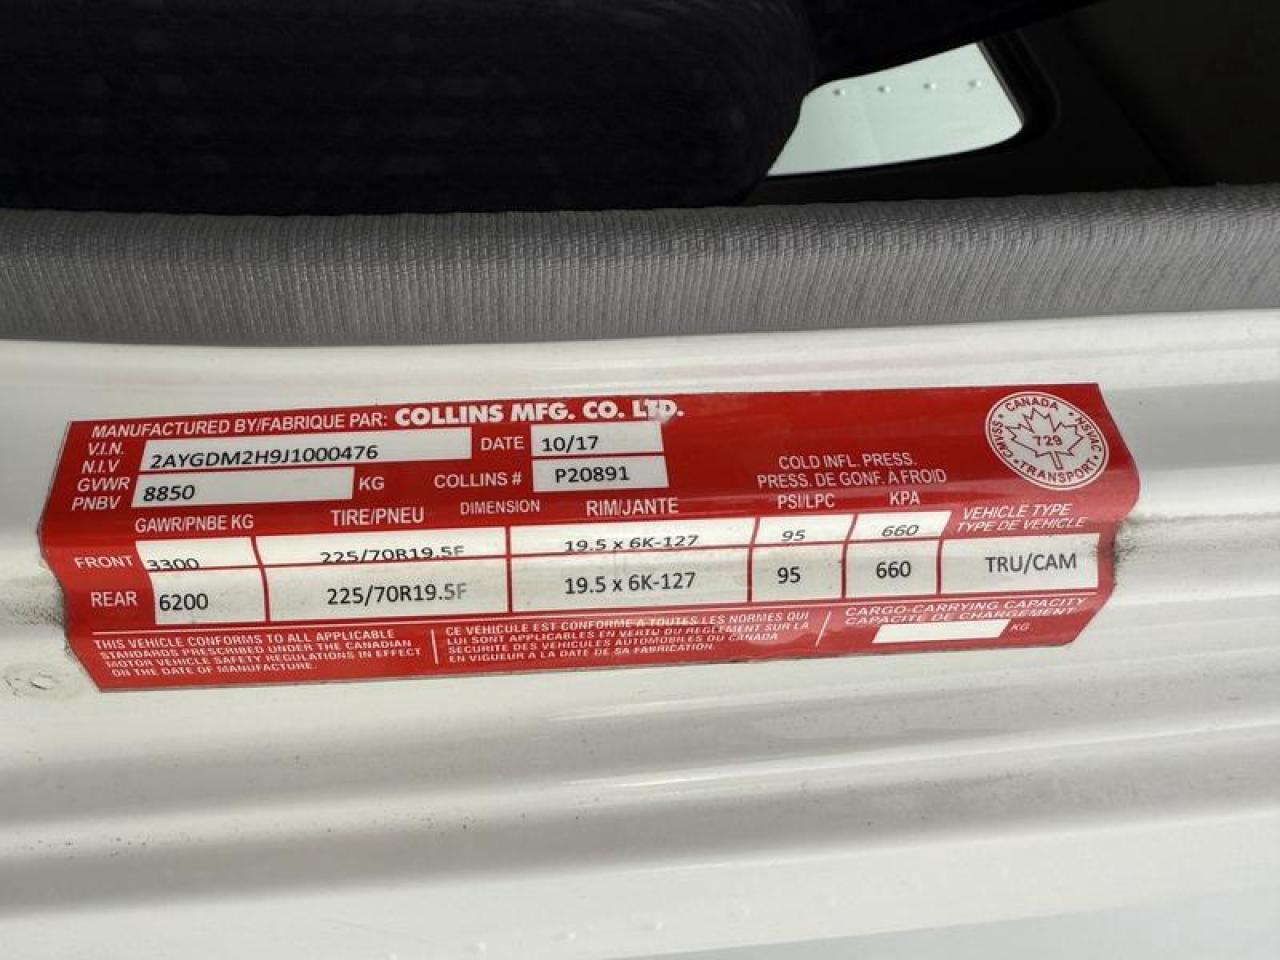 MANUFACTURED BY/FABRIQUE PAR: COLLINS MFG. CO. LTD.
V.I.N. N.I.V 2AYGDM2H9J1000476 DATE 10/17
GVWR PNBV 8850 KG COLLINS # P20891
COLD INFL. PRESS.
PRESS. DE GONF. A FROID
GAWR/PNBE KG TIRE/PNEU DIMENSION RIM/JANTE PSI/LPC KPA VEHICLE TYPE
TYPE DE VEHICLE
FRONT 3300 225/70R19.5F 19.5 x 6K-127 95 660
REAR 6200 225/70R19.5F 19.5 x 6K-127 95 660 TRU/CAM
THIS VEHICLE CONFORMS TO ALL APPLICABLE
STANDARDS PRESCRIBED UNDER THE CANADIAN
MOTOR VEHICLE SAFETY REGULATIONS IN EFFECT
ON THE DATE OF MANUFACTURE.
CE VÉHICULE EST CONFORME A TOUTES LES NORMES QUI
LUI SONT APPLICABLES EN VERTU DU REGLEMENT SUR LA
SECURITE DES VEHICULES AUTOMOBILES DU CANADA
EN VIGUEUR A LA DATE DE SA FABRICATION.
CARGO-CARRYING CAPACITY
CAPACITÉ DE CHARGEMENT
KG
CANADA
CMVSS 729 HSVAC
TRANSPORT